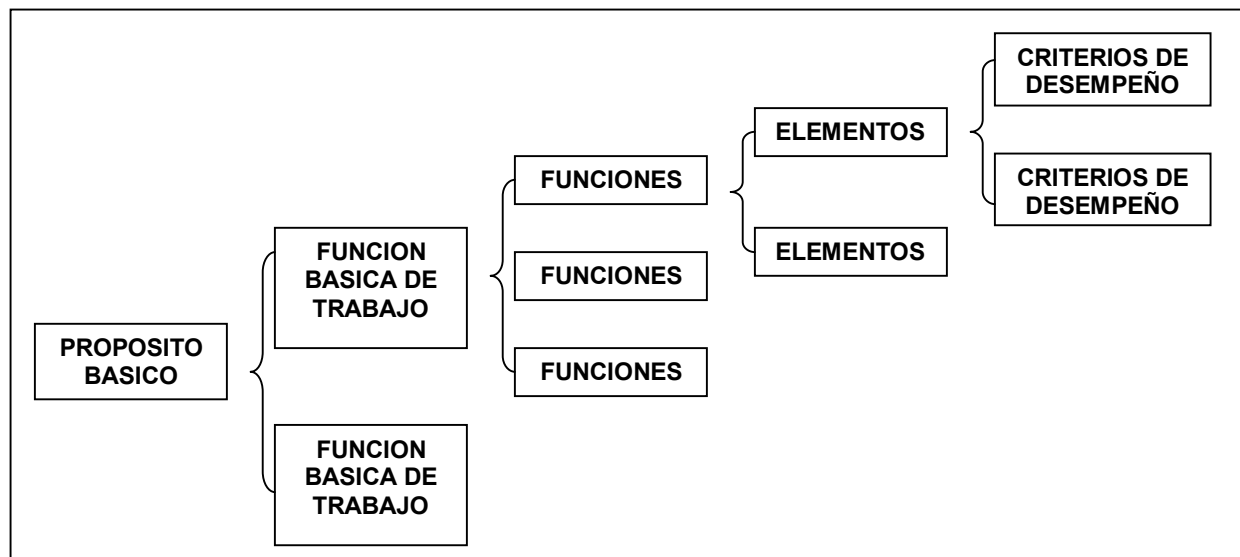 PROPOSITO
BASICO
FUNCION
BASICA DE
TRABAJO
FUNCION
BASICA DE
TRABAJO
FUNCIONES
FUNCIONES
FUNCIONES
ELEMENTOS
ELEMENTOS
CRITERIOS DE
DESEMPEÑO
CRITERIOS DE
DESEMPEÑO